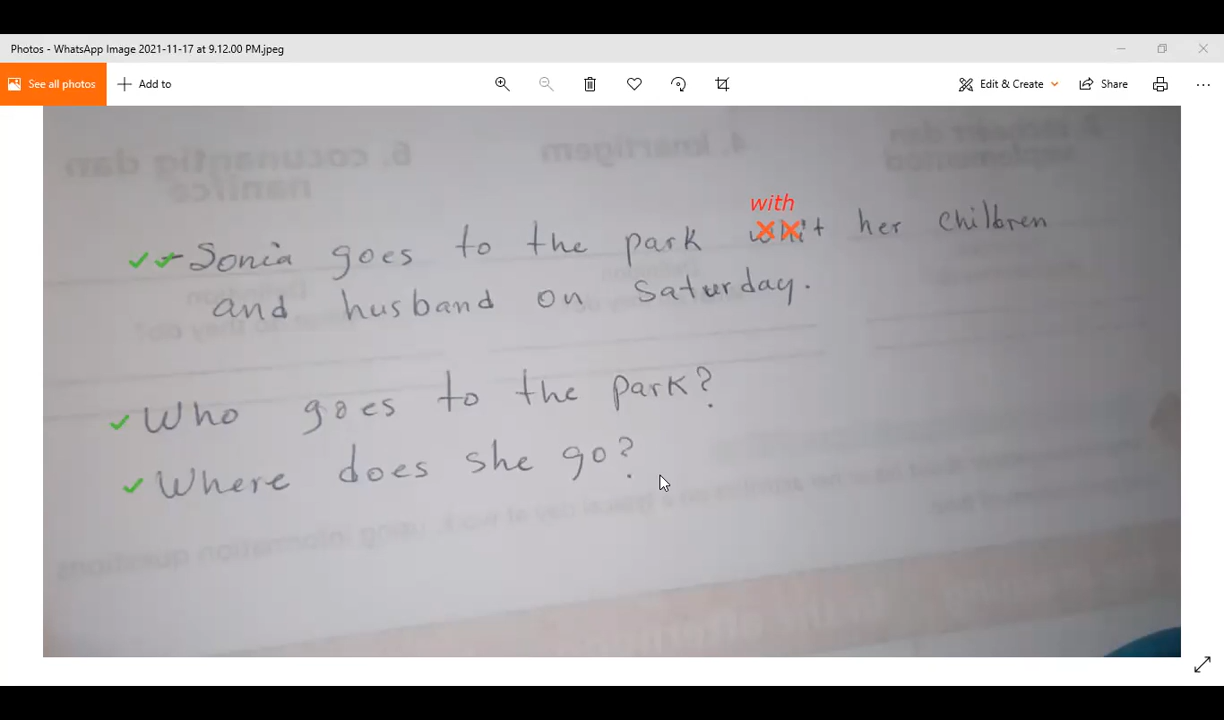 Photos - WhatsApp Image 2021-11-17 at 9.12.00 PM.jpeg
See all photos
Add to
Edit & Create
Share
with
- Sonia goes to the park whit her children
and husband on Saturday.
Who goes to the park?
Where does she go?